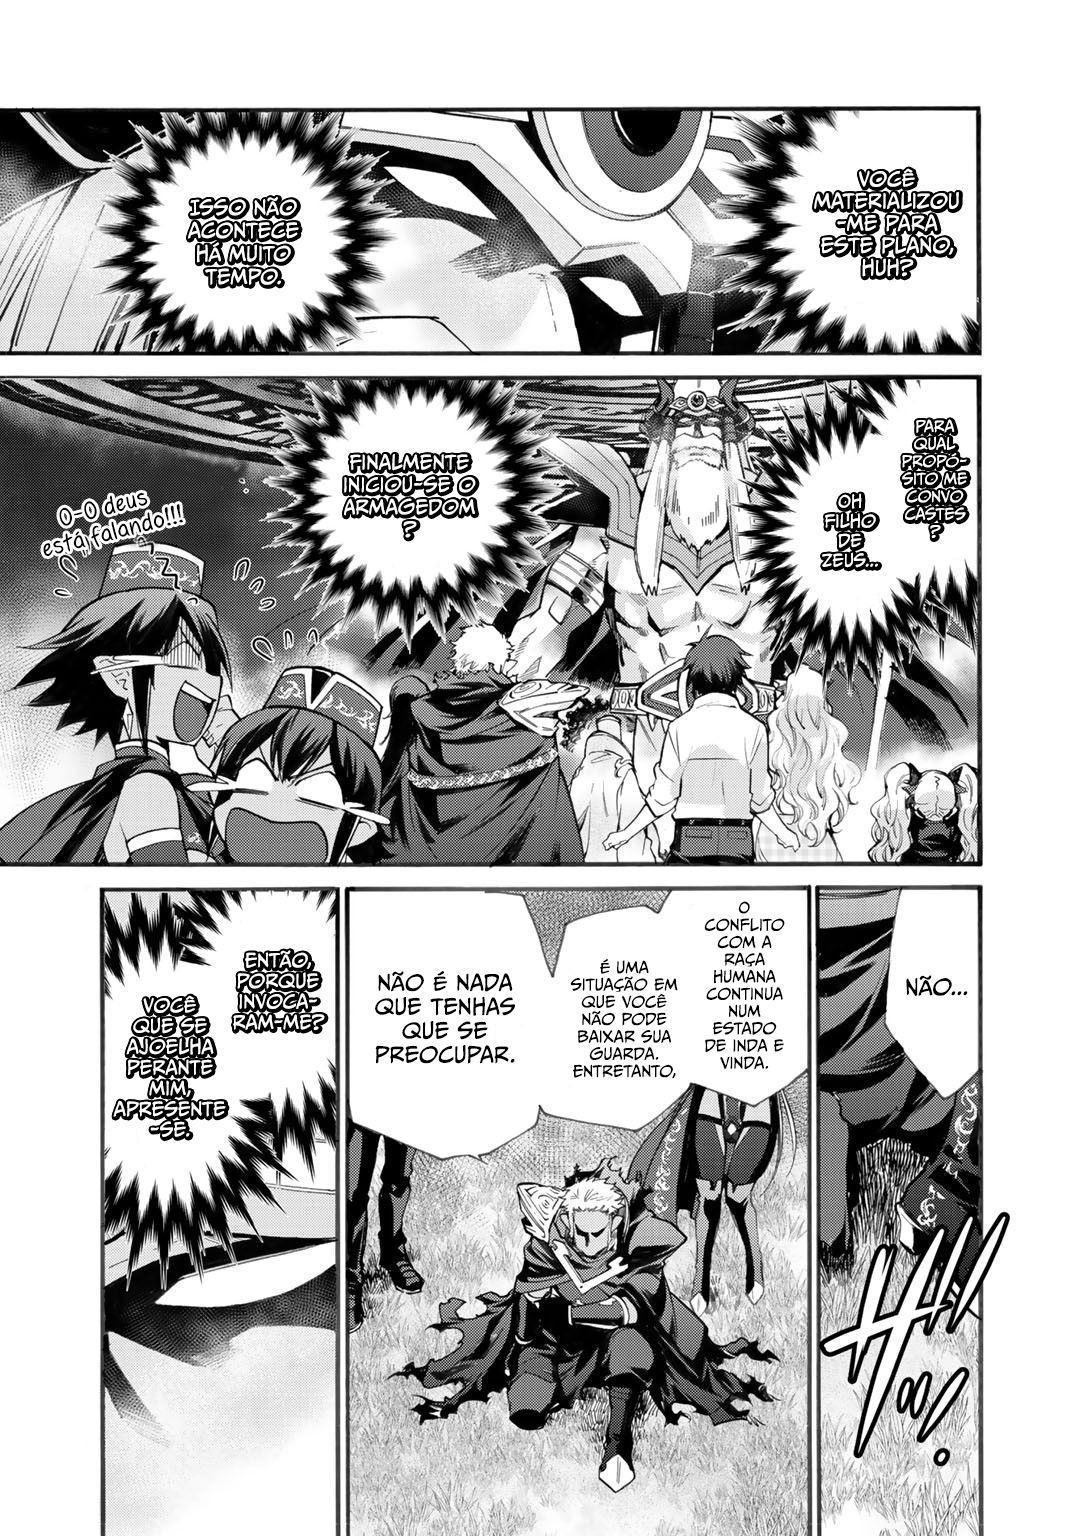 VOCÊ
MATERIALIZOU
-ME PARA
ESTE PLANO,
HUH?
ISSO NÃO
ACONTECE
HÁ MUITO
TEMPO.
PARA
QUAL
PROPÓ-
SITO ME
CONVO
CASTES
?
OH
FILHO
DE
ZEUS...
FINALMENTE
INICIOU-SE O
ARMAGEDOM
?
O-O deus
está falando!!!
NÃO...
O
CONFLITO
COM A
RAÇA
HUMANA
CONTINUA
NUM
ESTADO
DE INDA E
VINDA.
É UMA
SITUAÇÃO EM
QUE VOCÊ
NÃO PODE
BAIXAR SUA
GUARDA.
ENTRETANTO,
NÃO É NADA
QUE TENHAS
QUE SE
PREOCUPAR.
ENTÃO,
PORQUE
INVOCA-
RAM-ME?
VOCÊ
QUE SE
AJOELHA
PERANTE
MIM,
APRESENTE
-SE.